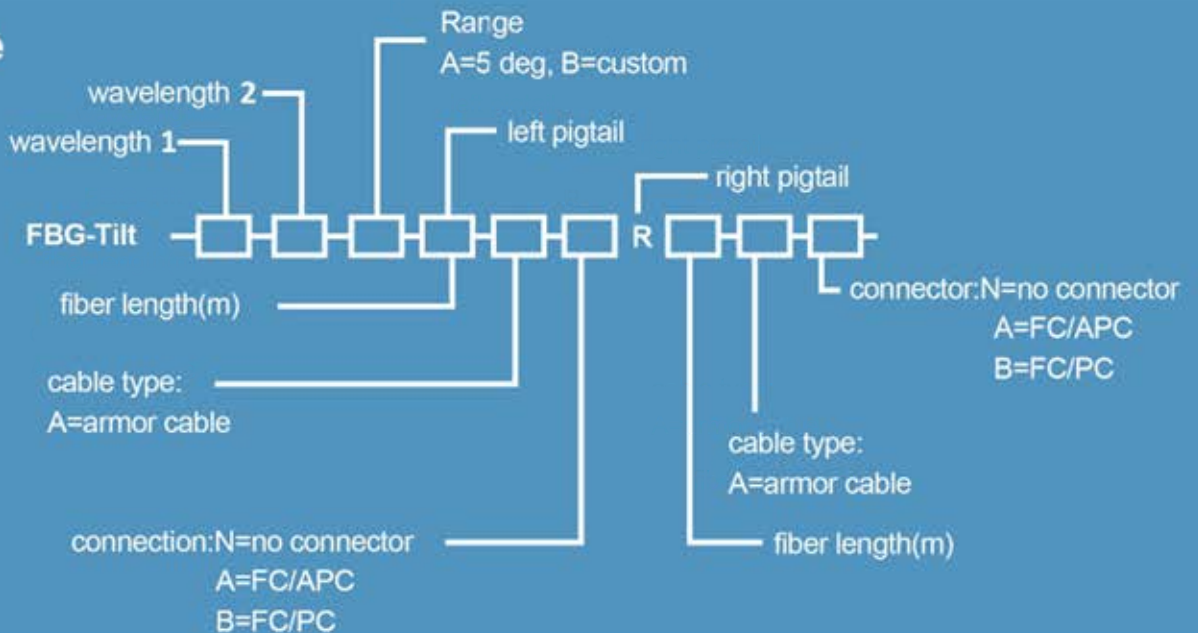 e
Range
A=5 deg, B=custom
wavelength 2
wavelength 1
left pigtail
right pigtail
FBG-Tilt
R
fiber length(m)
connector:N=no connector
A=FC/APC
B=FC/PC
cable type:
A=armor cable
cable type:
A=armor cable
connection:N=no connector
A=FC/APC
B=FC/PC
fiber length(m)